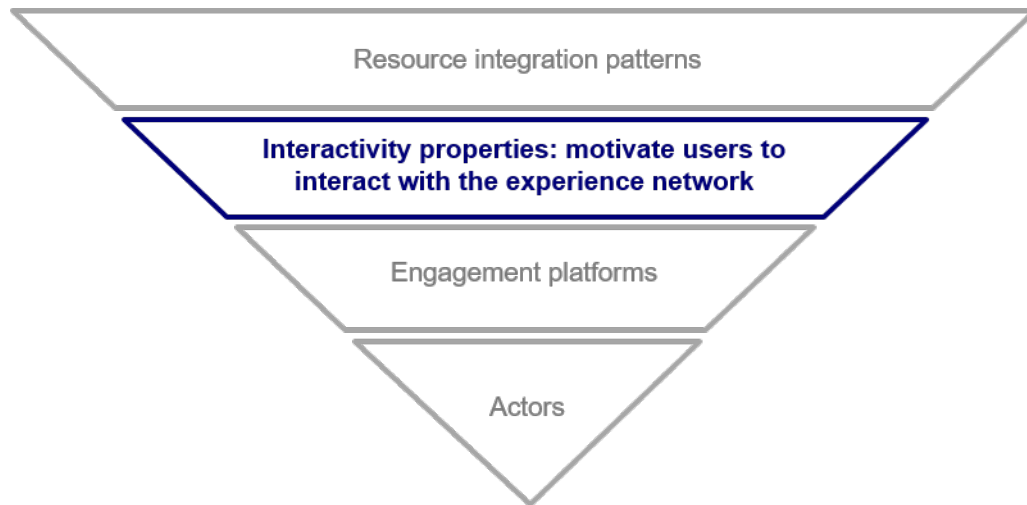 Resource integration patterns
Interactivity properties: motivate users to
interact with the experience network
Engagement platforms
Actors